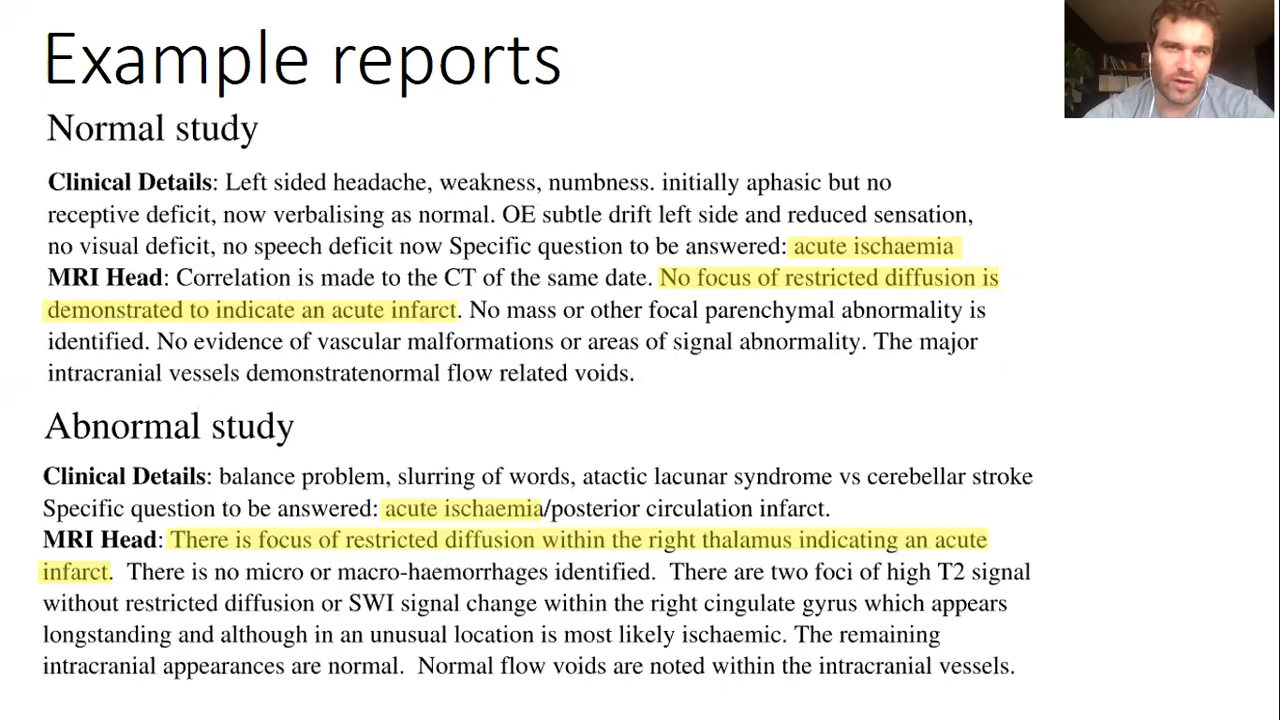 Example reports
Normal study
Clinical Details: Left sided headache, weakness, numbness. initially aphasic but no
receptive deficit, now verbalising as normal. OE subtle drift left side and reduced sensation,
no visual deficit, no speech deficit now Specific question to be answered: acute ischaemia
MRI Head: Correlation is made to the CT of the same date. No focus of restricted diffusion is
demonstrated to indicate an acute infarct. No mass or other focal parenchymal abnormality is
identified. No evidence of vascular malformations or areas of signal abnormality. The major
intracranial vessels demonstratenormal flow related voids.
Abnormal study
Clinical Details: balance problem, slurring of words, atactic lacunar syndrome vs cerebellar stroke
Specific question to be answered: acute ischaemia/posterior circulation infarct.
MRI Head: There is focus of restricted diffusion within the right thalamus indicating an acute
infarct. There is no micro or macro-haemorrhages identified. There are two foci of high T2 signal
without restricted diffusion or SWI signal change within the right cingulate gyrus which appears
longstanding and although in an unusual location is most likely ischaemic. The remaining
intracranial appearances are normal. Normal flow voids are noted within the intracranial vessels.